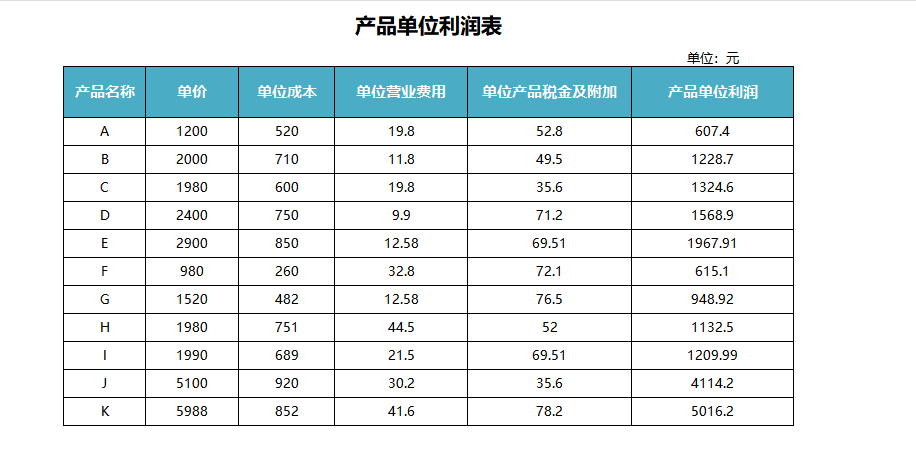 产品单位利润表
单位：元
产品名称 单价 单位成本 单位营业费用 单位产品税金及附加 产品单位利润
A 1200 520 19.8 52.8 607.4
B 2000 710 11.8 49.5 1228.7
C 1980 600 19.8 35.6 1324.6
D 2400 750 9.9 71.2 1568.9
E 2900 850 12.58 69.51 1967.91
F 980 260 32.8 72.1 615.1
G 1520 482 12.58 76.5 948.92
H 1980 751 44.5 52 1132.5
I 1990 689 21.5 69.51 1209.99
J 5100 920 30.2 35.6 4114.2
K 5988 852 41.6 78.2 5016.2